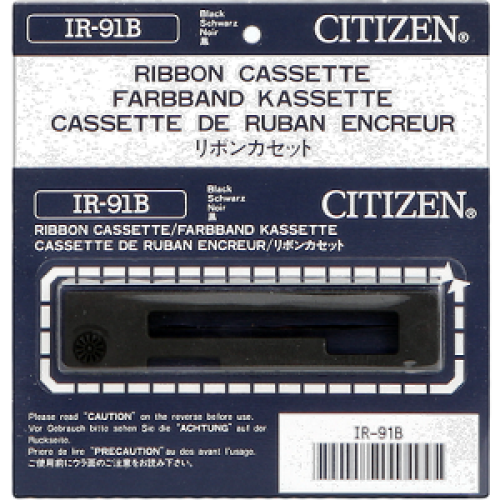 IR-91B
Black
Schwarz
Noir
黒
CITIZEN®
RIBBON CASSETTE
FARBBAND KASSETTE
CASSETTE DE RUBAN ENCREUR
リボンカセット
IR-91B
Black
Schwarz
Noir
黒
CITIZEN®
RIBBON CASSETTE/FARBBAND KASSETTE
CASSETTE DE RUBAN ENCREUR/リボンカセット
Please read "CAUTION" on the reverse before use.
Vor Gebrauch bitte sehen Sie die "ACHTUNG" auf der
Ruckseite.
Priere de lire "PRECAUTION" au dos avant l'usage.
ご使用前にウラ面のご注意をお読み下さい。
IR-91B